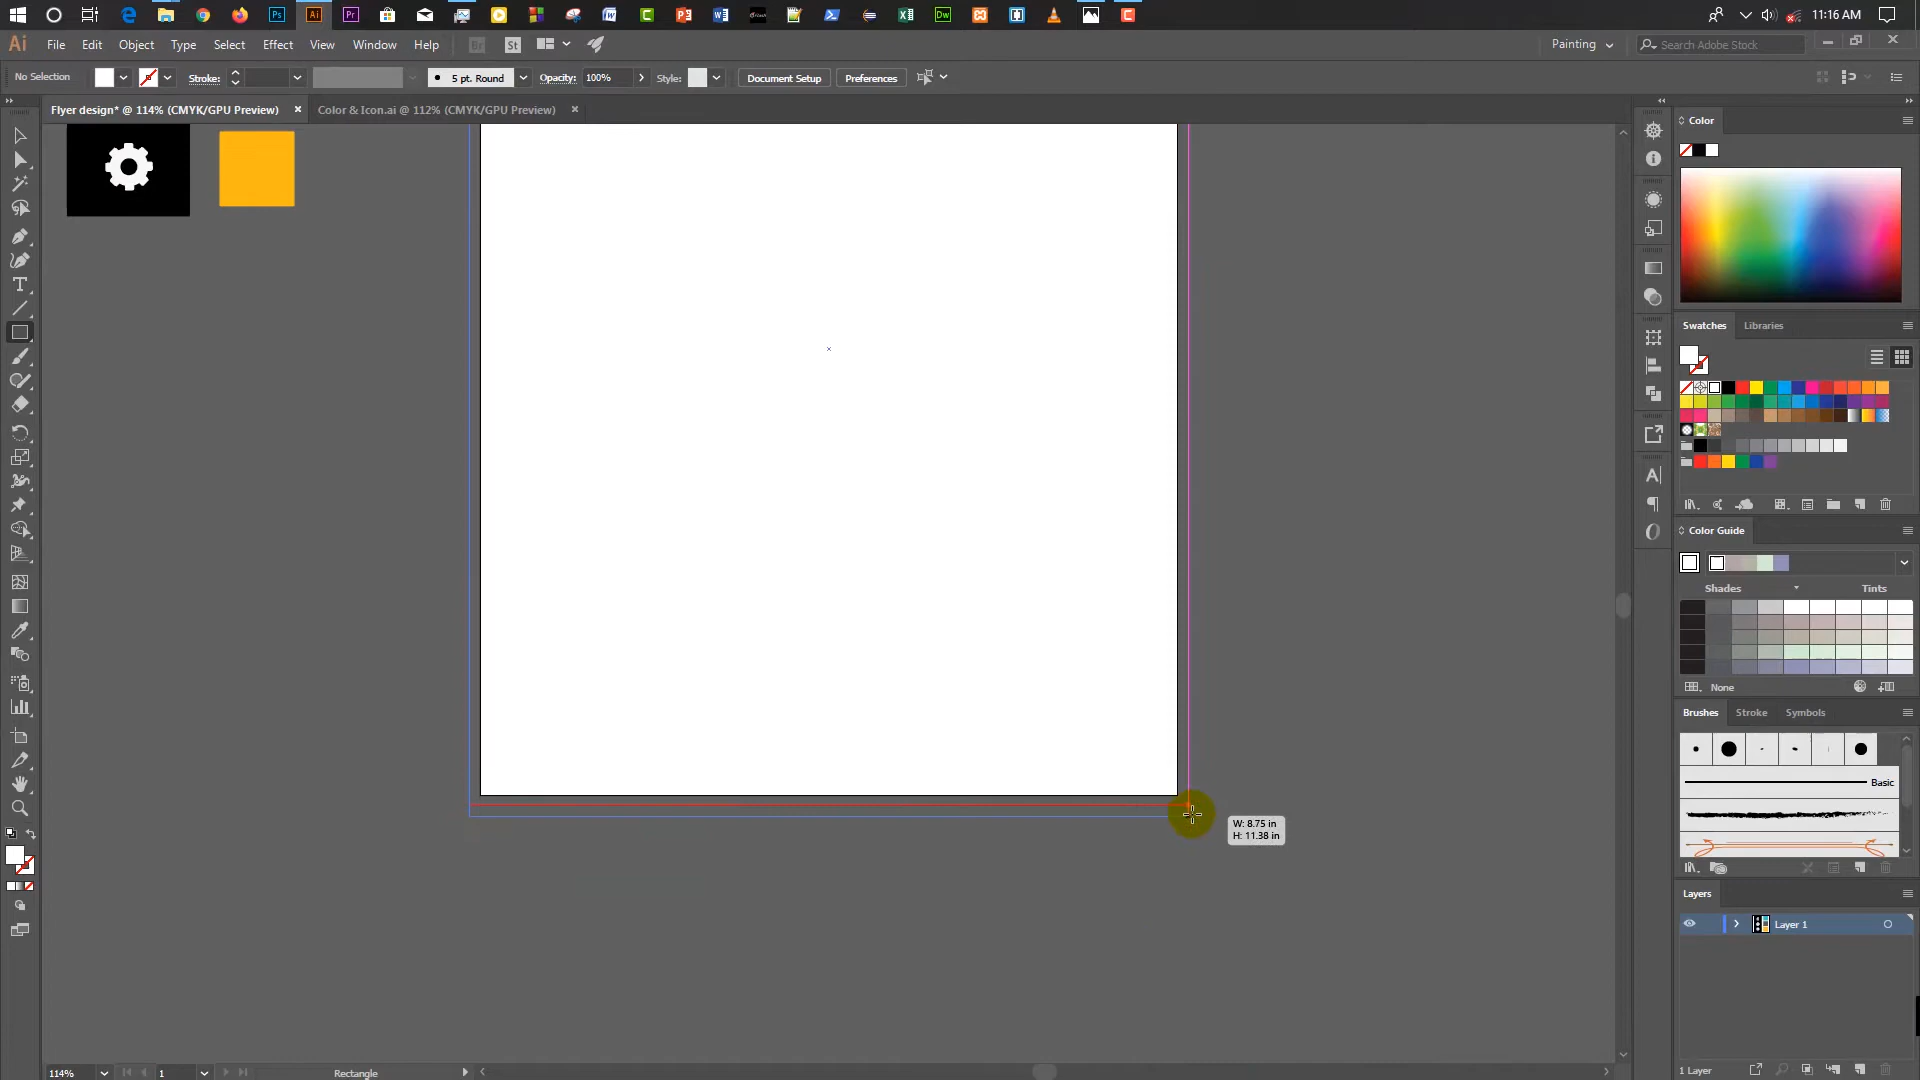 11:16 AM
Ai File Edit Object Type Select Effect View Window Help Br St Painting Search Adobe Stock
No Selection Stroke: 5 pt. Round Opacity: 100% Style: Document Setup Preferences
Flyer design* @ 114% (CMYK/GPU Preview) × Color & Icon.ai @ 112% (CMYK/GPU Preview) ×
Color
Swatches Libraries
Color Guide
Shades Tints
None
Brushes Stroke Symbols
Basic
W: 8.75 in
H: 11.38 in
Layers
Layer 1
1 Layer
114% 1 Rectangle